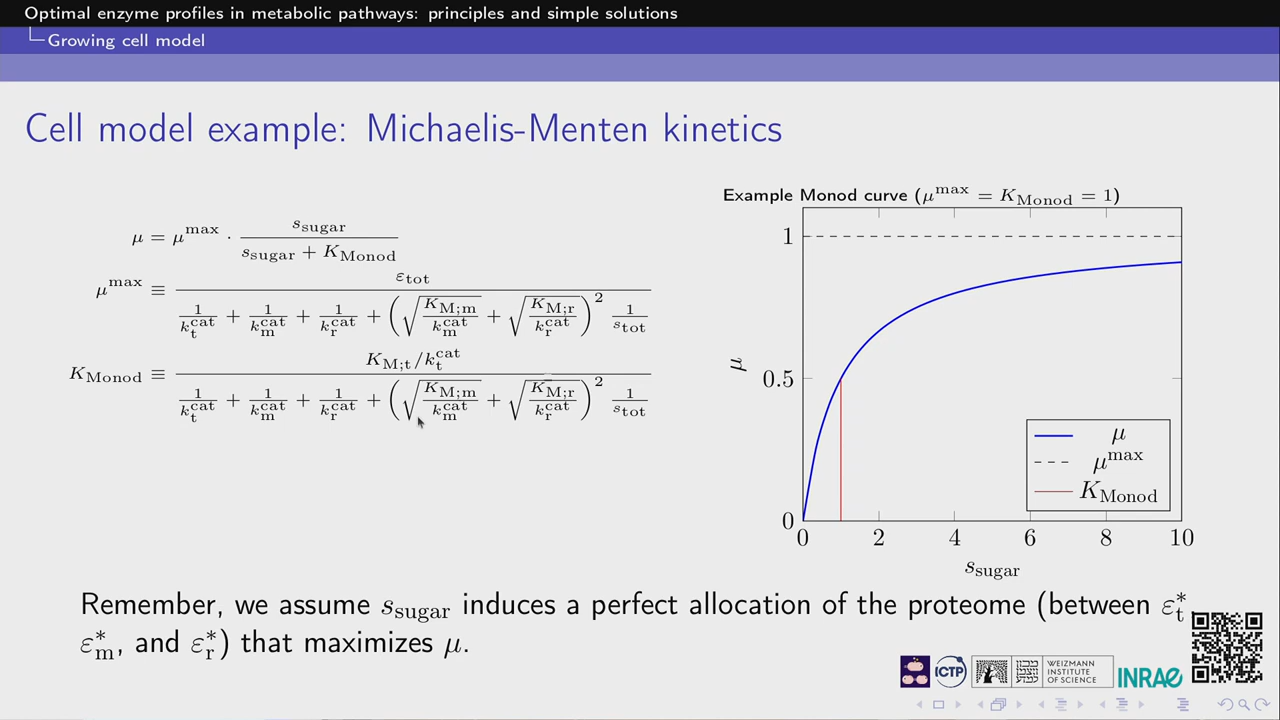 Optimal enzyme profiles in metabolic pathways: principles and simple solutions
Growing cell model
Cell model example: Michaelis-Menten kinetics
μ = μ^max · s_sugar / (s_sugar + K_Monod)
μ^max ≡ ε_tot / (1/k_t^cat + 1/k_m^cat + 1/k_r^cat + (√(K_M;m/k_m^cat) + √(K_M;r/k_r^cat))^2 1/s_tot)
K_Monod ≡ (K_M;t/k_t^cat) / (1/k_t^cat + 1/k_m^cat + 1/k_r^cat + (√(K_M;m/k_m^cat) + √(K_M;r/k_r^cat))^2 1/s_tot)
Example Monod curve (μ^max = K_Monod = 1)
1
0.5
0
μ
0 2 4 6 8 10
s_sugar
μ
μ^max
K_Monod
Remember, we assume s_sugar induces a perfect allocation of the proteome (between ε_t^*,
ε_m^*, and ε_r^*) that maximizes μ.
ICTP
WEIZMANN
INSTITUTE
OF SCIENCE
INRAE